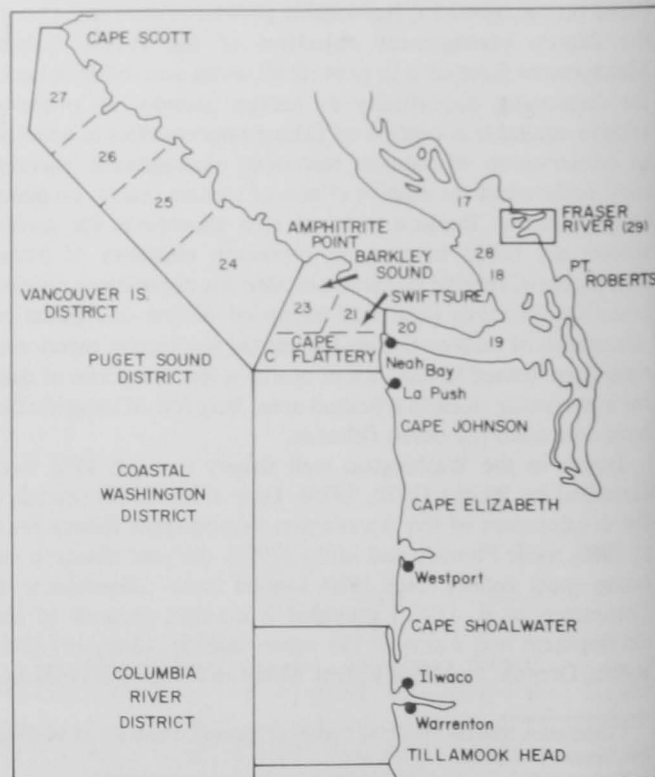 CAPE SCOTT
27
26
25
24
17
FRASER
RIVER (29)
AMPHITRITE
POINT
BARKLEY
SOUND
28
18
PT.
ROBERTS
VANCOUVER IS.
DISTRICT
23
21
SWIFTSURE
20
19
C
CAPE
FLATTERY
Neah
Bay
PUGET SOUND
DISTRICT
La Push
CAPE JOHNSON
COASTAL
WASHINGTON
DISTRICT
CAPE ELIZABETH
Westport
CAPE SHOALWATER
COLUMBIA
RIVER
DISTRICT
Ilwaco
Warrenton
TILLAMOOK HEAD